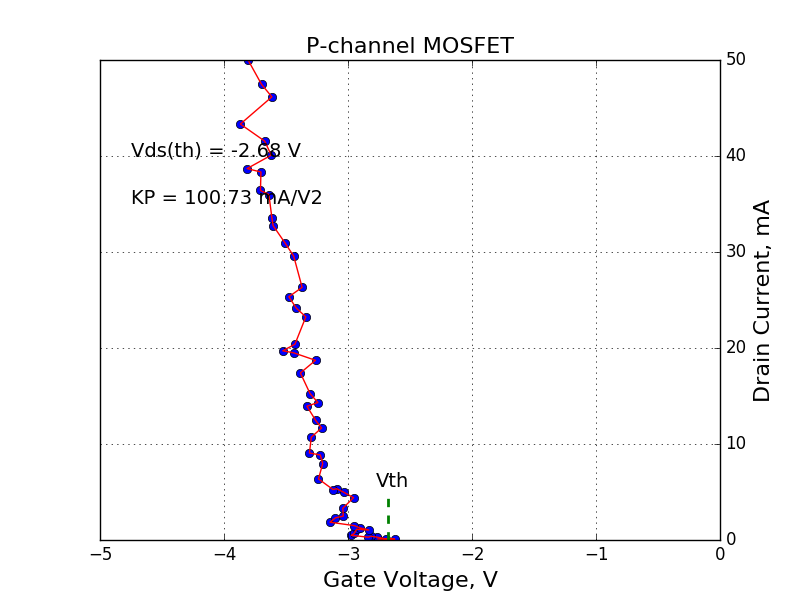 P-channel MOSFET
50
Vds(th) = -2.68 V
40
KP = 100.73 mA/V2
30
Drain Current, mA
20
10
Vth
0
−5 −4 −3 −2 −1 0
Gate Voltage, V